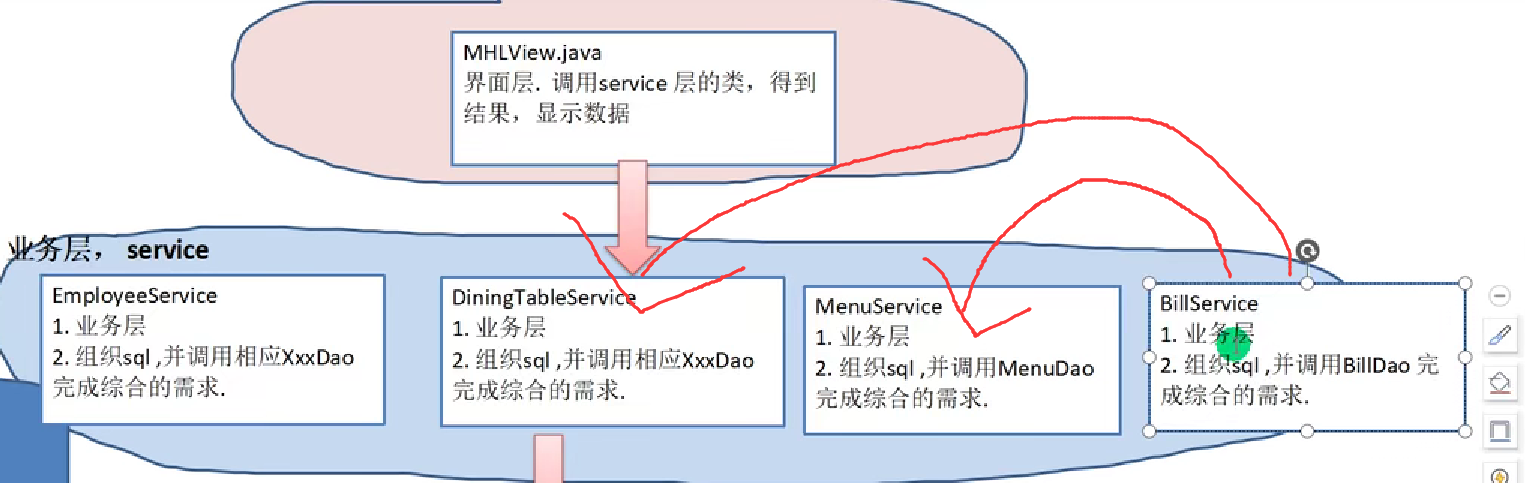 MHLView.java
界面层. 调用service 层的类，得到
结果，显示数据
业务层， service
EmployeeService
1. 业务层
2. 组织sql ,并调用相应XxxDao
完成综合的需求.
DiningTableService
1. 业务层
2. 组织sql ,并调用相应XxxDao
完成综合的需求.
MenuService
1. 业务层
2. 组织sql ,并调用MenuDao
完成综合的需求.
BillService
1. 业务层
2. 组织sql ,并调用BillDao 完
成综合的需求.